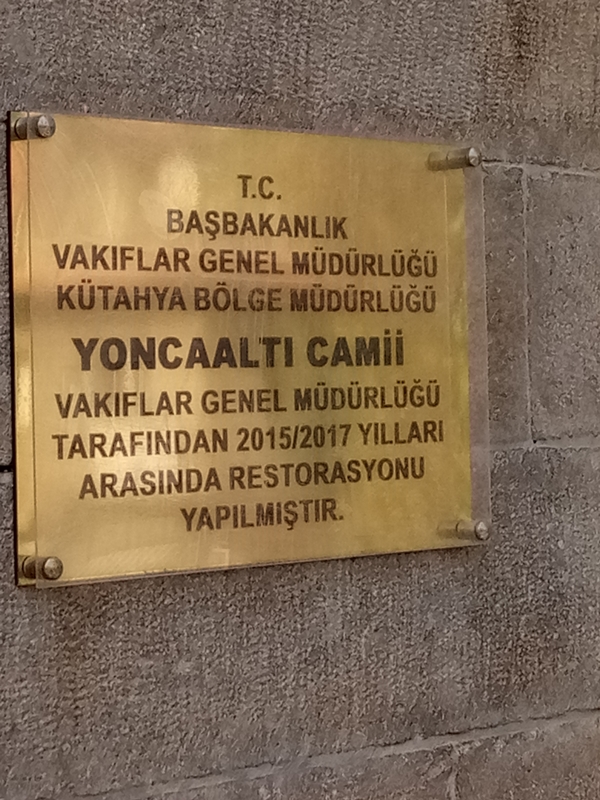 T.C.
BAŞBAKANLIK
VAKIFLAR GENEL MÜDÜRLÜĞÜ
KÜTAHYA BÖLGE MÜDÜRLÜĞÜ
YONCAALTI CAMİİ
VAKIFLAR GENEL MÜDÜRLÜĞÜ
TARAFINDAN 2015/2017 YILLARI
ARASINDA RESTORASYONU
YAPILMIŞTIR.